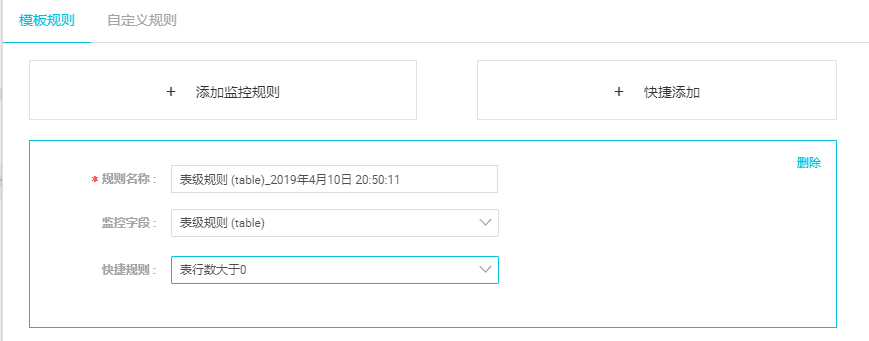 模板规则 自定义规则
+ 添加监控规则 + 快捷添加
删除
* 规则名称 : 表级规则 (table)_2019年4月10日 20:50:11
监控字段 : 表级规则 (table)
快捷规则 : 表行数大于0